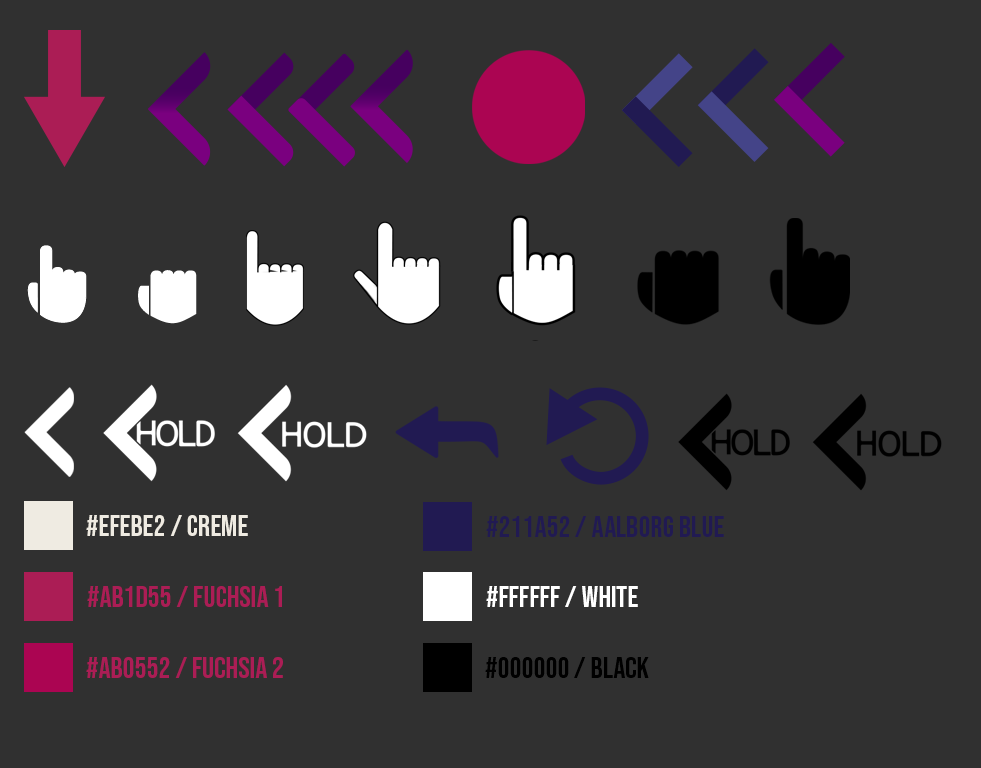 HOLD
HOLD
HOLD
HOLD
#EFEBE2 / CREME
#211A52 / AALBORG BLUE
#AB1D55 / FUCHSIA 1
#FFFFFF / WHITE
#AB0552 / FUCHSIA 2
#000000 / BLACK